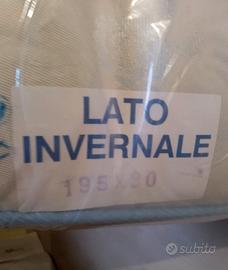 LATO
INVERNALE
195X80
subito